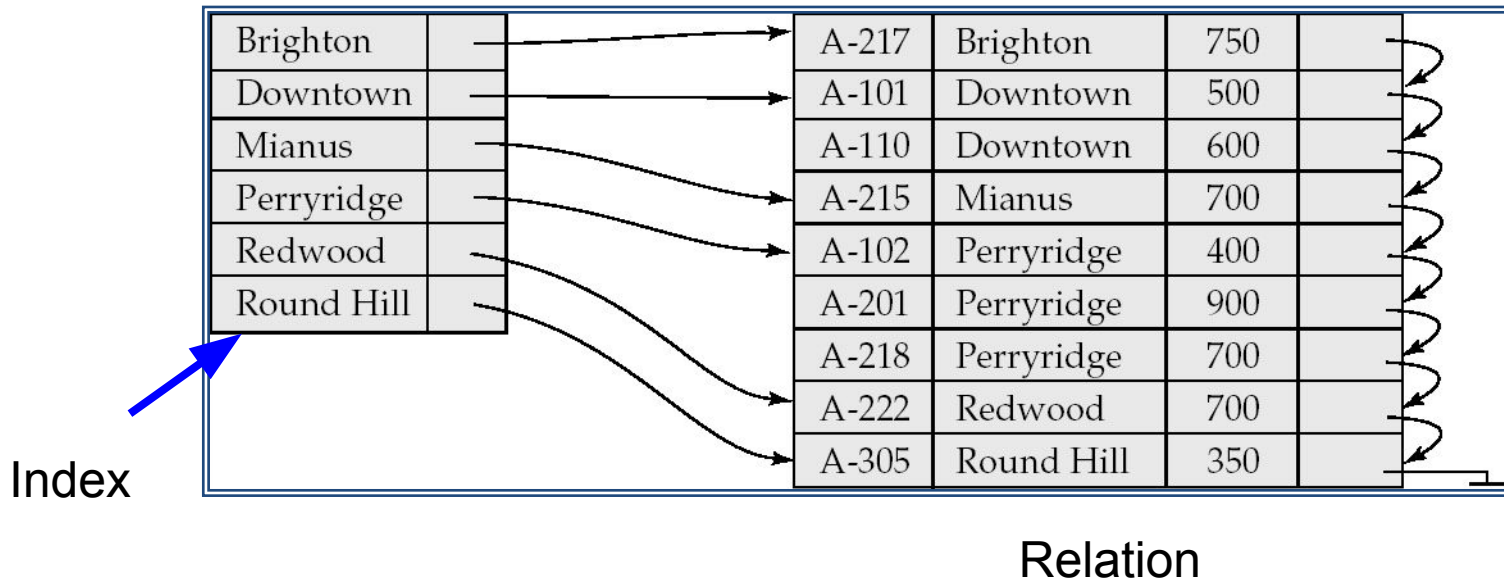 Brighton
Downtown
Mianus
Perryridge
Redwood
Round Hill
A-217 Brighton 750
A-101 Downtown 500
A-110 Downtown 600
A-215 Mianus 700
A-102 Perryridge 400
A-201 Perryridge 900
A-218 Perryridge 700
A-222 Redwood 700
A-305 Round Hill 350
Index
Relation